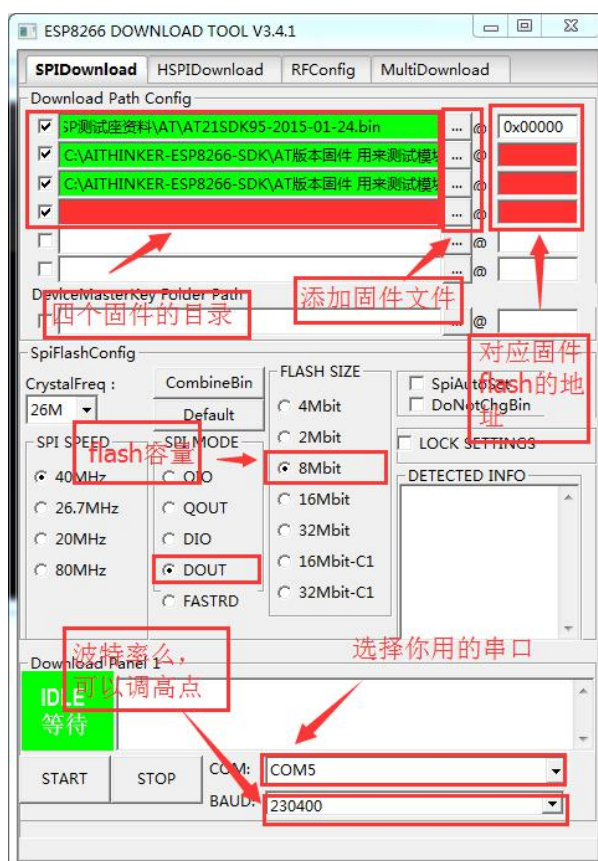 ESP8266 DOWNLOAD TOOL V3.4.1
SPIDownload HSPIDownload RFConfig MultiDownload
Download Path Config
SP测试座资料\AT\AT21SDK95-2015-01-24.bin ... @ 0x00000
C:\AITHINKER-ESP8266-SDK\AT版本固件 用来测试模块 ... @
C:\AITHINKER-ESP8266-SDK\AT版本固件 用来测试模块 ... @
... @
... @
... @
DeviceMasterKey Folder Path
... @
四个固件的目录
添加固件文件
对应固件
flash的地
址
SpiFlashConfig
CrystalFreq :
26M
CombineBin
Default
SPI SPEED
40MHz
26.7MHz
20MHz
80MHz
SPI MODE
QIO
QOUT
DIO
DOUT
FASTRD
flash容量
FLASH SIZE
4Mbit
2Mbit
8Mbit
16Mbit
32Mbit
16Mbit-C1
32Mbit-C1
SpiAutoSet
DoNotChgBin
LOCK SETTINGS
DETECTED INFO
Download Panel 1
波特率么,
可以调高点
选择你用的串口
IDLE
等待
START STOP
COM: COM5
BAUD: 230400